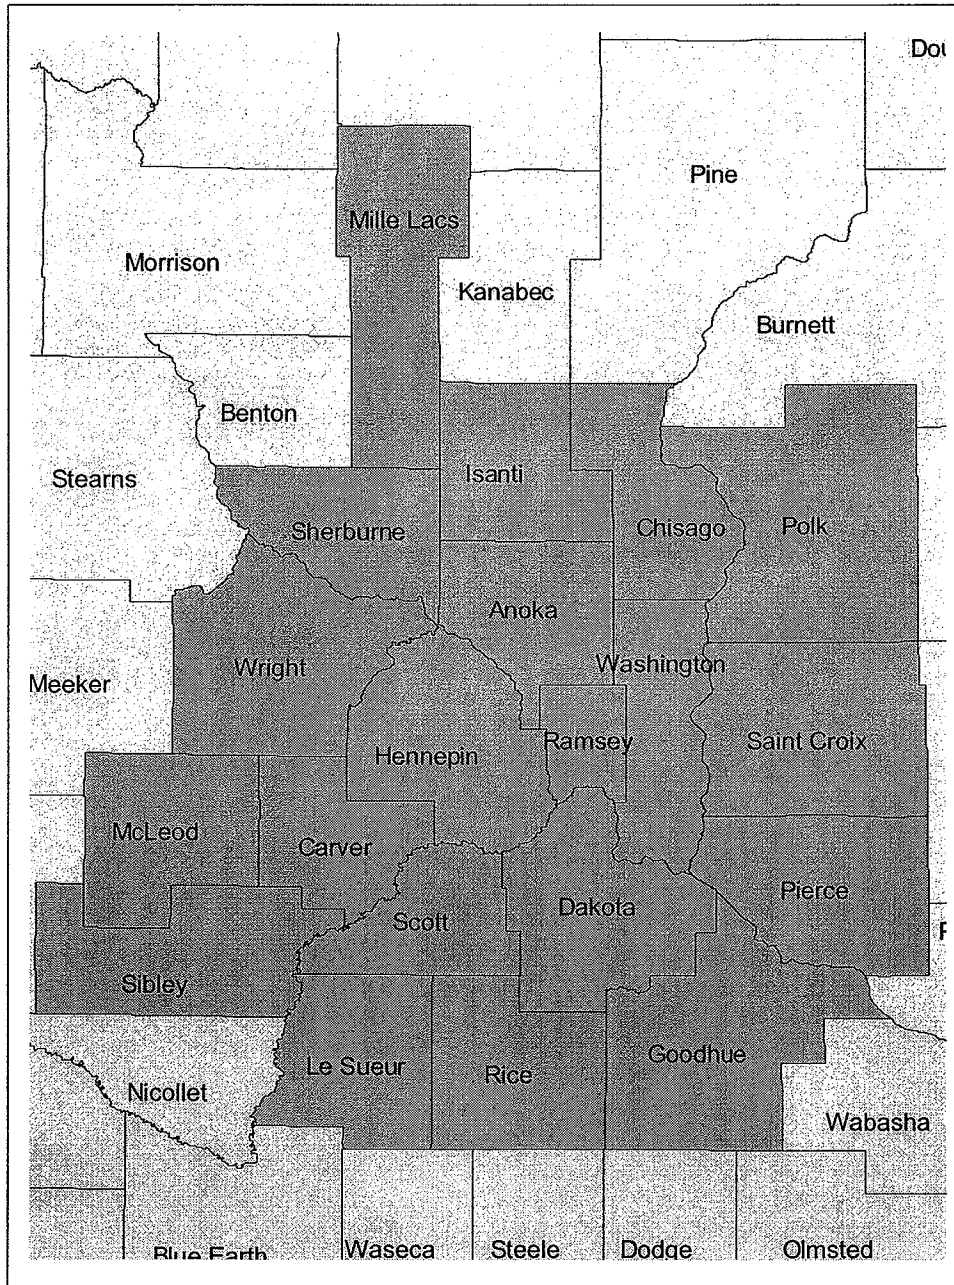 Dou
Pine
Mille Lacs
Morrison
Kanabec
Burnett
Benton
Isanti
Stearns
Sherburne
Chisago
Polk
Anoka
Washington
Wright
Meeker
Ramsey
Saint Croix
Hennepin
McLeod
Carver
Pierce
Dakota
Scott
Sibley
Goodhue
Le Sueur
Rice
Nicollet
Wabasha
Blue Earth
Waseca
Steele
Dodge
Olmsted